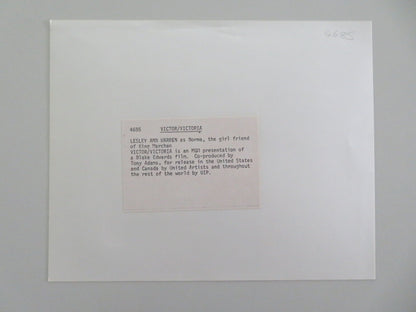 4685
4685 VICTOR/VICTORIA
LESLEY ANN WARREN as Norma, the girl friend
of King Marchan
VICTOR/VICTORIA is an MGM presentation of
a Blake Edwards film. Co-produced by
Tony Adams, for release in the United States
and Canada by United Artists and throughout
the rest of the world by UIP.